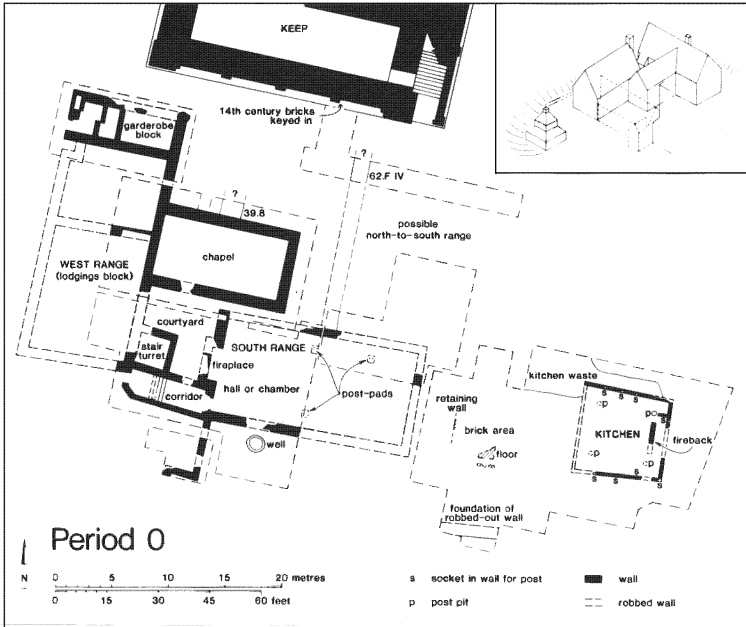 KEEP
14th century bricks
keyed in
garderobe
block
?
62.F IV
?
39.8
possible
north-to-south range
chapel
WEST RANGE
(lodgings block)
courtyard
SOUTH RANGE
stair
turret
fireplace
hall or chamber
corridor
post-pads
well
kitchen waste
retaining
wall
brick area
floor
KITCHEN
fireback
p
p
p
p
s
s
s
s
s
s
s
s
foundation of
robbed-out wall
Period 0
N
0 5 10 15 20 metres
0 15 30 45 60 feet
s socket in wall for post
p post pit
wall
robbed wall